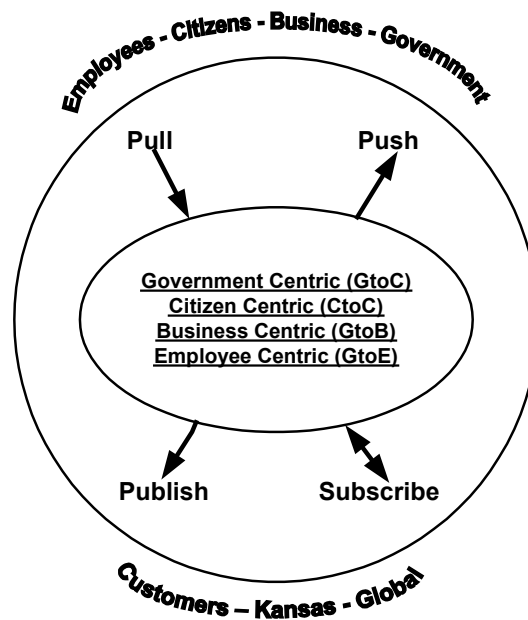 Employees - Citizens - Business - Government
Pull Push
Government Centric (GtoC)
Citizen Centric (CtoC)
Business Centric (GtoB)
Employee Centric (GtoE)
Publish Subscribe
Customers – Kansas - Global